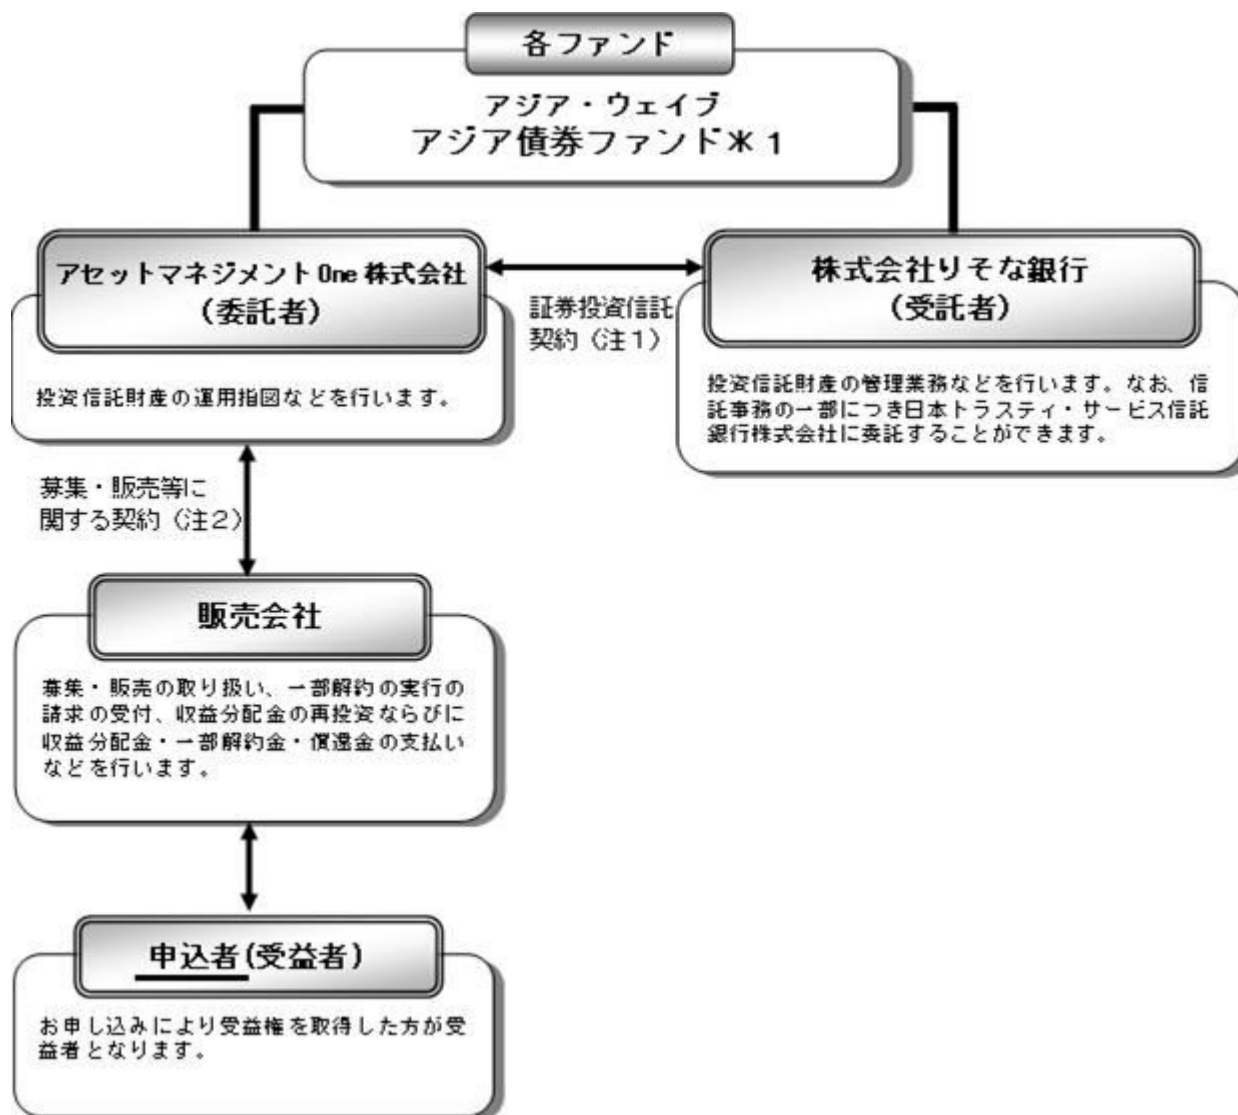 各ファンド
アジア・ウェイブ
アジア債券ファンド＊1
アセットマネジメントOne株式会社
（委託者）
投資信託財産の運用指図などを行います。
証券投資信託
契約（注１）
株式会社りそな銀行
（受託者）
投資信託財産の管理業務などを行います。なお、信
託事務の一部につき日本トラスティ・サービス信託
銀行株式会社に委託することができます。
募集・販売等に
関する契約（注２）
販売会社
募集・販売の取り扱い、一部解約の実行の
請求の受付、収益分配金の再投資ならびに
収益分配金・一部解約金・償還金の支払い
などを行います。
申込者(受益者）
お申し込みにより受益権を取得した方が受
益者となります。